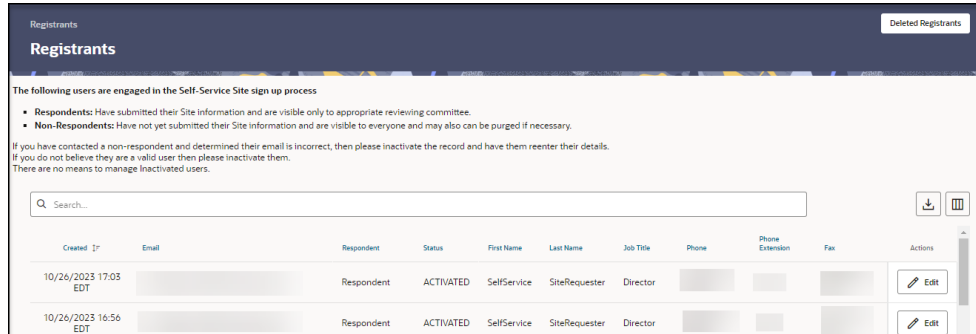 Registrants
Deleted Registrants
Registrants
The following users are engaged in the Self-Service Site sign up process
Respondents: Have submitted their Site information and are visible only to appropriate reviewing committee.
Non-Respondents: Have not yet submitted their Site information and are visible to everyone and may also can be purged if necessary.
If you have contacted a non-respondent and determined their email is incorrect, then please inactivate the record and have them reenter their details.
If you do not believe they are a valid user then please inactivate them.
There are no means to manage Inactivated users.
Search...
Created Email Respondent Status First Name Last Name Job Title Phone Phone Extension Fax Actions
10/26/2023 17:03 EDT Respondent ACTIVATED SelfService SiteRequester Director Edit
10/26/2023 16:56 EDT Respondent ACTIVATED SelfService SiteRequester Director Edit